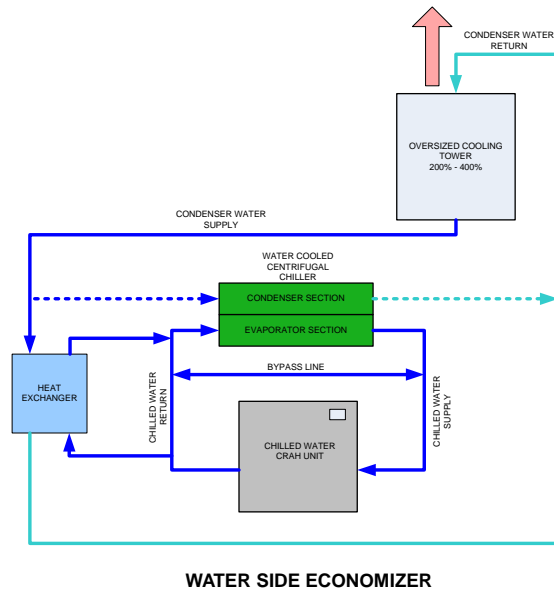 CONDENSER WATER
RETURN
OVERSIZED COOLING
TOWER
200% - 400%
CONDENSER WATER
SUPPLY
WATER COOLED
CENTRIFUGAL
CHILLER
CONDENSER SECTION
EVAPORATOR SECTION
BYPASS LINE
HEAT
EXCHANGER
CHILLED WATER
RETURN
CHILLED WATER
SUPPLY
CHILLED WATER
CRAH UNIT
WATER SIDE ECONOMIZER